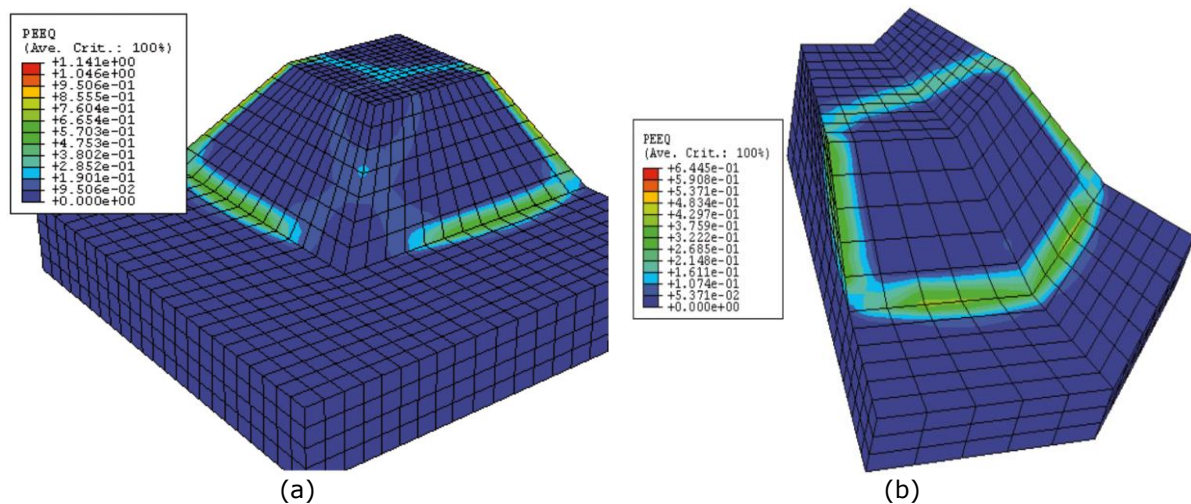 PEEQ
(Ave. Crit.: 100%)
+1.141e+00
+1.046e+00
+9.506e-01
+8.555e-01
+7.604e-01
+6.654e-01
+5.703e-01
+4.753e-01
+3.802e-01
+2.852e-01
+1.901e-01
+9.506e-02
+0.000e+00
PEEQ
(Ave. Crit.: 100%)
+6.445e-01
+5.908e-01
+5.371e-01
+4.834e-01
+4.297e-01
+3.759e-01
+3.222e-01
+2.685e-01
+2.148e-01
+1.611e-01
+1.074e-01
+5.371e-02
+0.000e+00
(a)
(b)